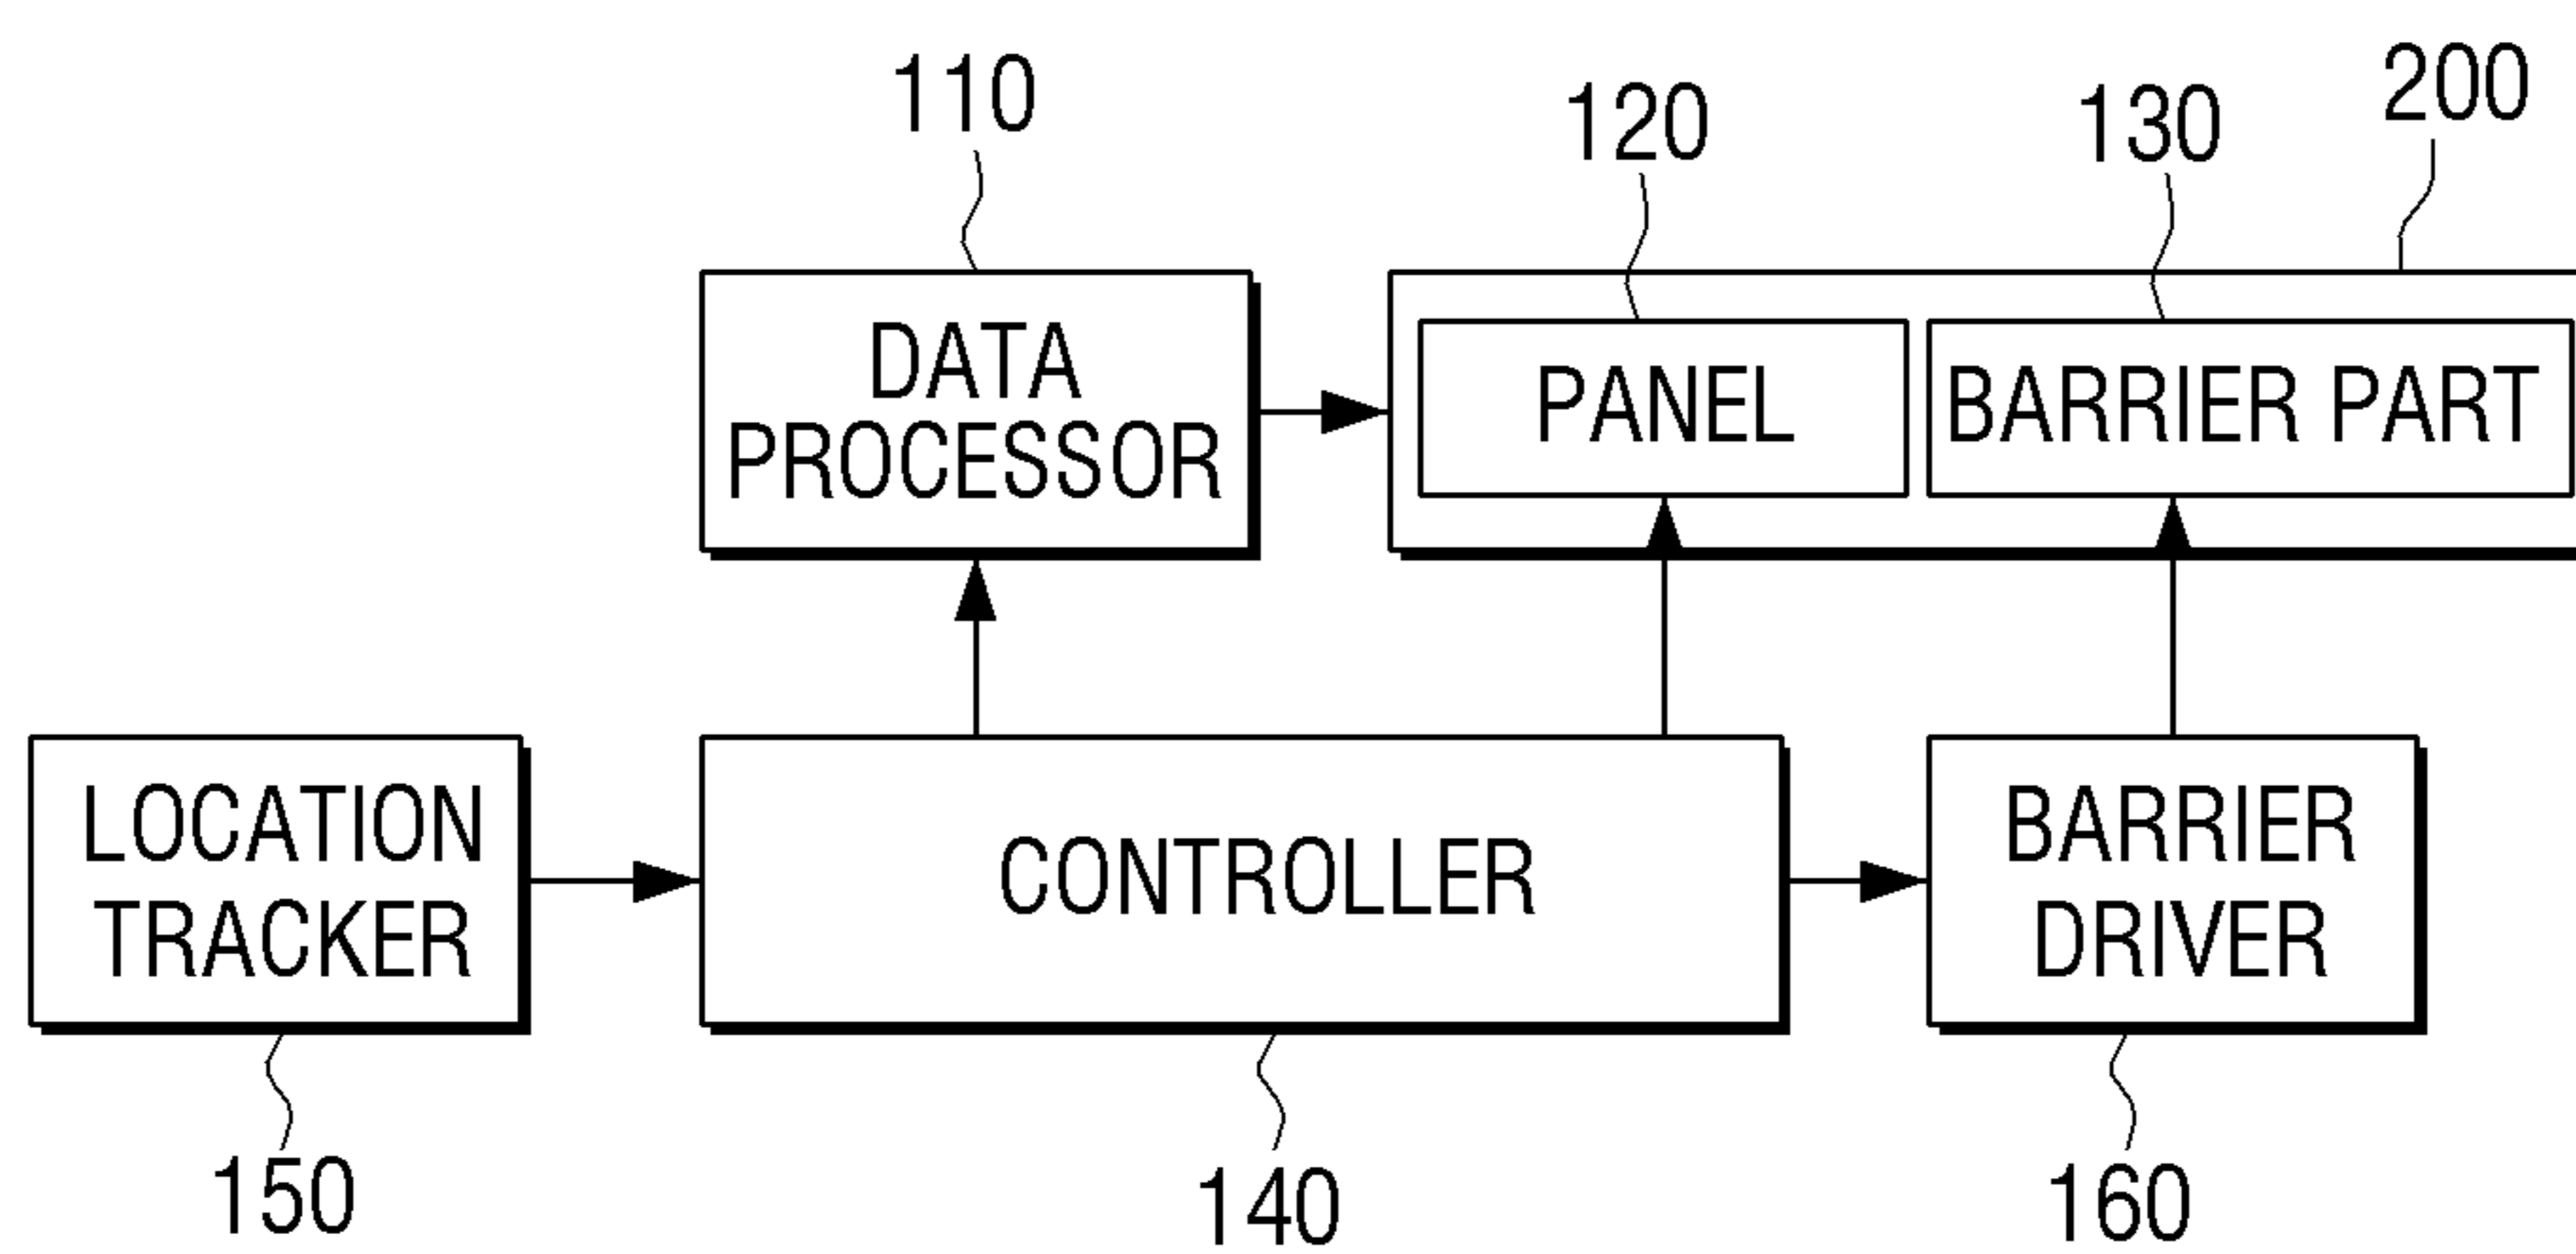 110
120
130
200
DATA
PROCESSOR
PANEL
BARRIER PART
LOCATION
TRACKER
CONTROLLER
BARRIER
DRIVER
150
140
160